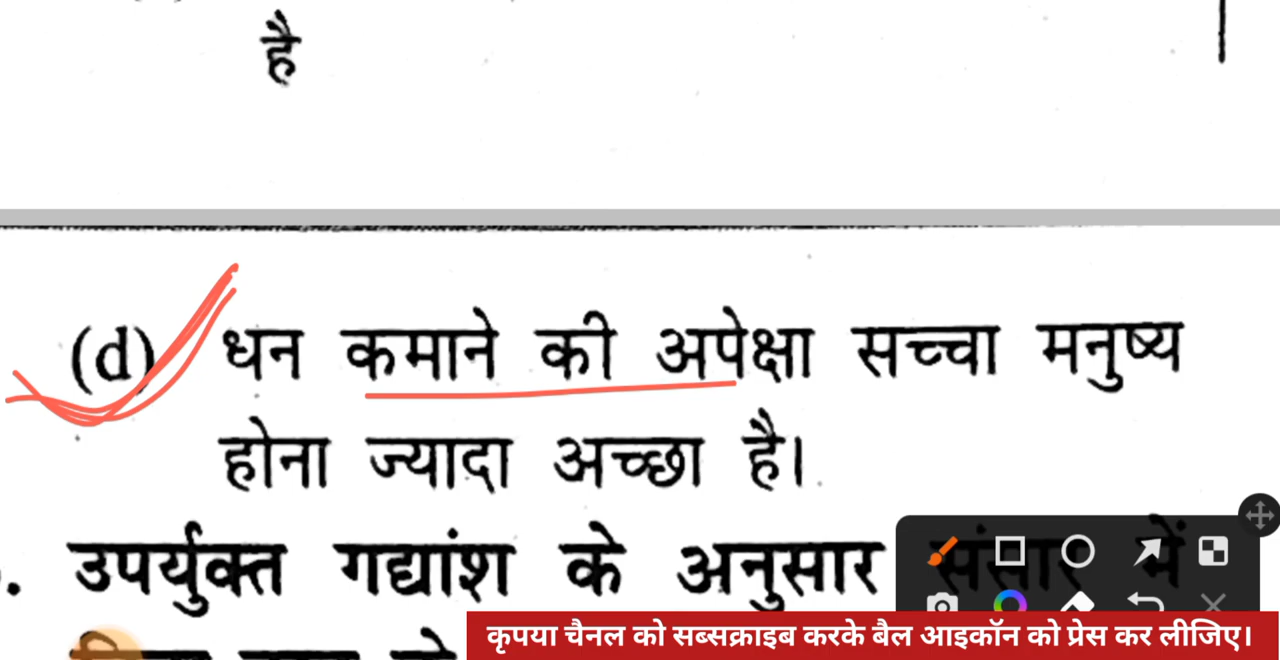 है
(d) धन कमाने की अपेक्षा सच्चा मनुष्य
होना ज्यादा अच्छा है।
. उपर्युक्त गद्यांश के अनुसार संसार में
कृपया चैनल को सब्सक्राइब करके बैल आइकॉन को प्रेस कर लीजिए।